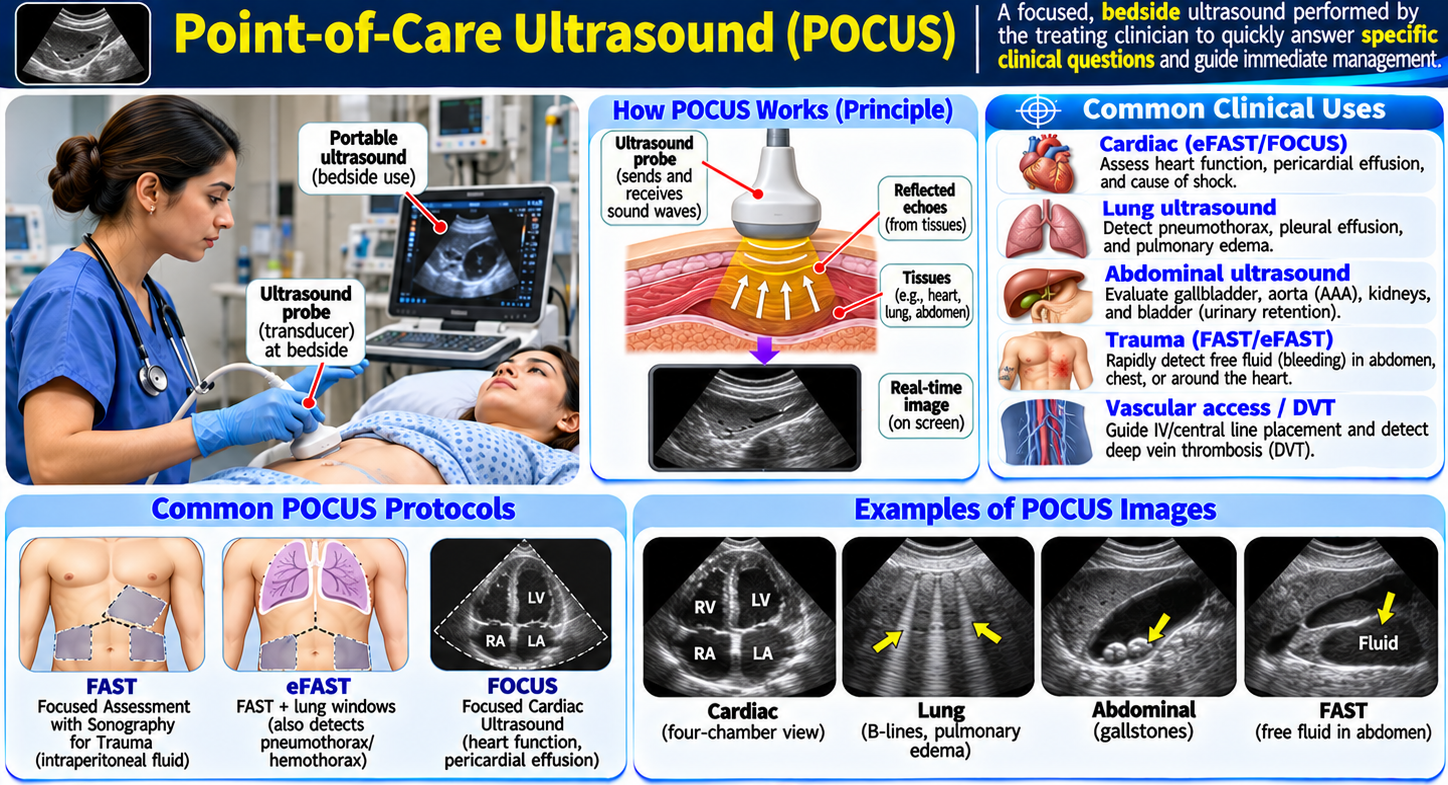 Point-of-Care Ultrasound (POCUS)
A focused, bedside ultrasound performed by
the treating clinician to quickly answer specific
clinical questions and guide immediate management.
Portable
ultrasound
(bedside use)
Ultrasound
probe
(transducer)
at bedside
How POCUS Works (Principle)
Ultrasound
probe
(sends and
receives
sound waves)
Reflected
echoes
(from tissues)
Tissues
(e.g., heart,
lung, abdomen)
Real-time
image
(on screen)
Common Clinical Uses
Cardiac (eFAST/FOCUS)
Assess heart function, pericardial effusion,
and cause of shock.
Lung ultrasound
Detect pneumothorax, pleural effusion,
and pulmonary edema.
Abdominal ultrasound
Evaluate gallbladder, aorta (AAA), kidneys,
and bladder (urinary retention).
Trauma (FAST/eFAST)
Rapidly detect free fluid (bleeding) in abdomen,
chest, or around the heart.
Vascular access / DVT
Guide IV/central line placement and detect
deep vein thrombosis (DVT).
Common POCUS Protocols
FAST
Focused Assessment
with Sonography
for Trauma
(intraperitoneal fluid)
eFAST
FAST + lung windows
(also detects
pneumothorax/
hemothorax)
LV
RA LA
FOCUS
Focused Cardiac
Ultrasound
(heart function,
pericardial effusion)
Examples of POCUS Images
RV LV
RA LA
Cardiac
(four-chamber view)
Lung
(B-lines, pulmonary
edema)
Abdominal
(gallstones)
Fluid
FAST
(free fluid in abdomen)